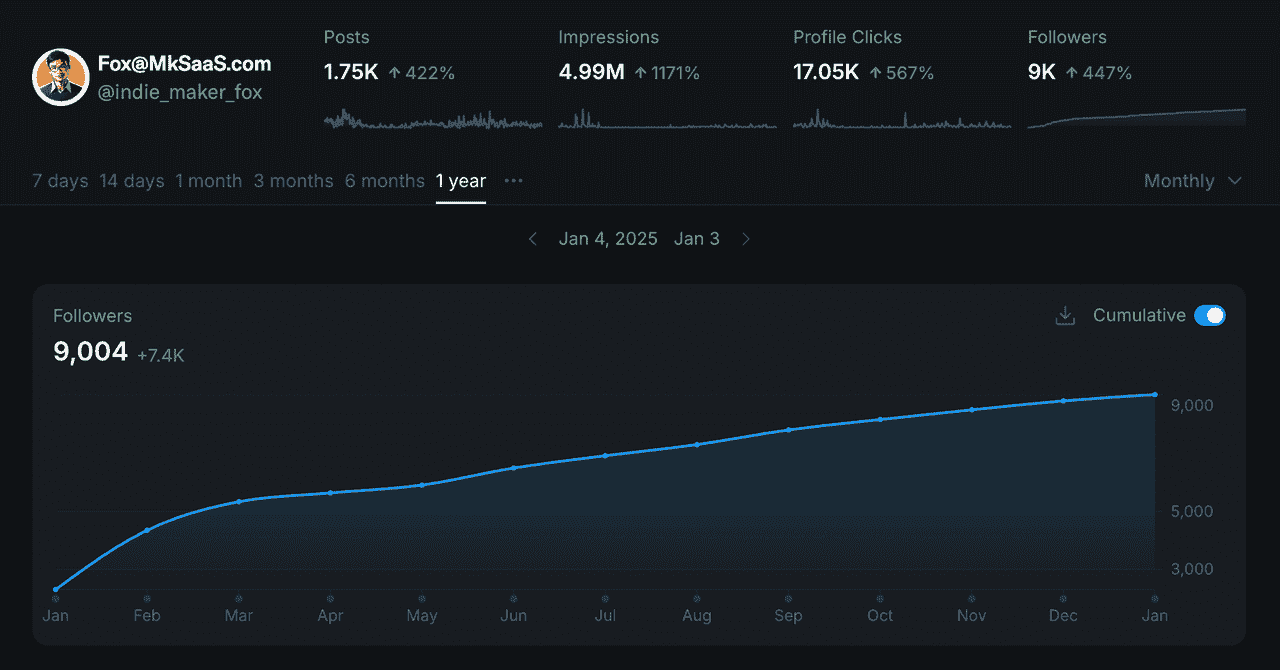 Fox@MkSaaS.com
@indie_maker_fox
Posts
1.75K ↑ 422%
Impressions
4.99M ↑ 1171%
Profile Clicks
17.05K ↑ 567%
Followers
9K ↑ 447%
7 days 14 days 1 month 3 months 6 months 1 year ···
Monthly
Jan 4, 2025 Jan 3
Followers
9,004 +7.4K
Cumulative
9,000
5,000
3,000
Jan Feb Mar Apr May Jun Jul Aug Sep Oct Nov Dec Jan